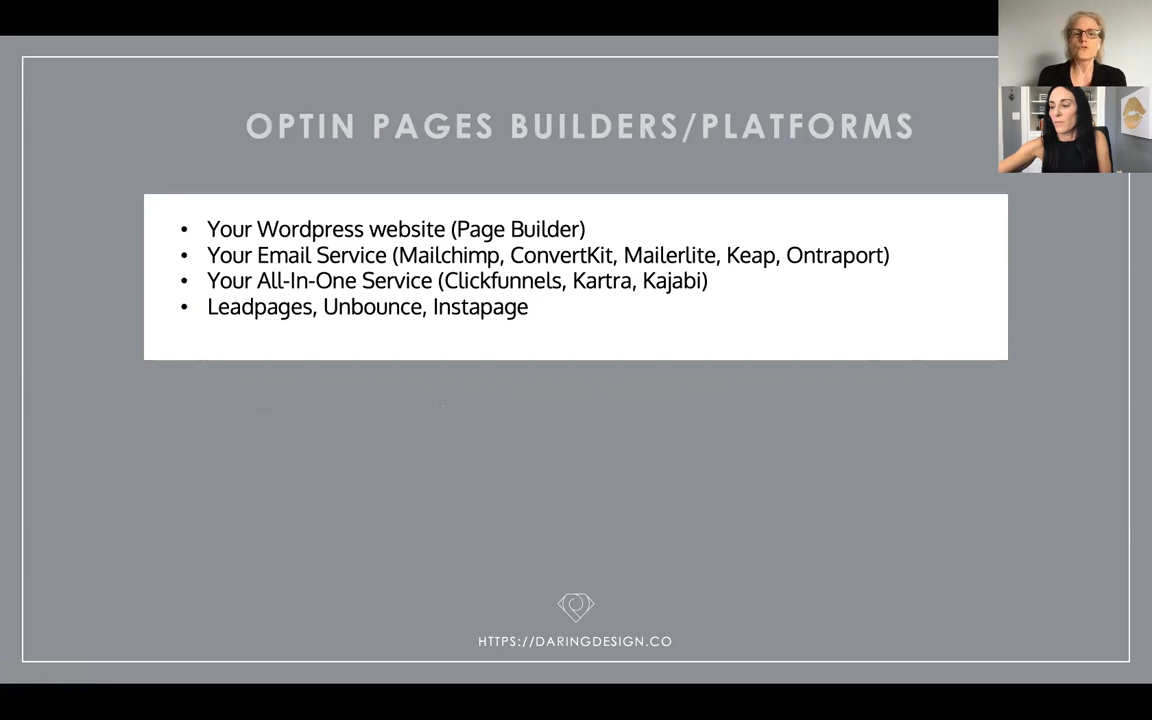 OPTIN PAGES BUILDERS/PLATFORMS
• Your Wordpress website (Page Builder)
• Your Email Service (Mailchimp, ConvertKit, Mailerlite, Keap, Ontraport)
• Your All-In-One Service (Clickfunnels, Kartra, Kajabi)
• Leadpages, Unbounce, Instapage
HTTPS://DARINGDESIGN.CO